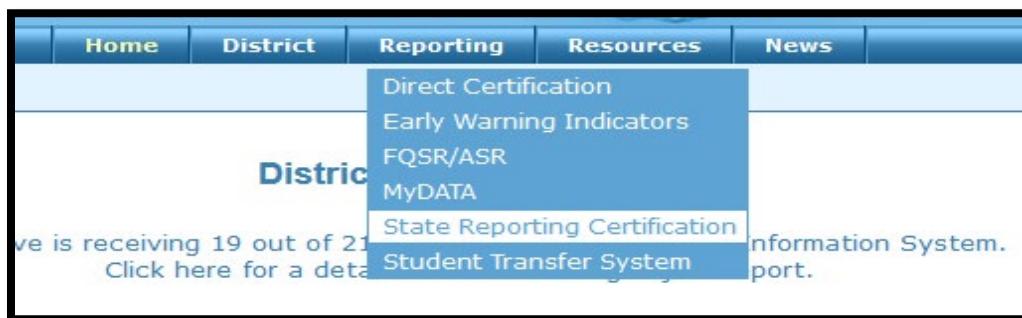 Home District Reporting Resources News
Direct Certification
Early Warning Indicators
FQSR/ASR
Distric
MyDATA
State Reporting Certification
ve is receiving 19 out of 21 nformation System.
Student Transfer System
Click here for a deta port.